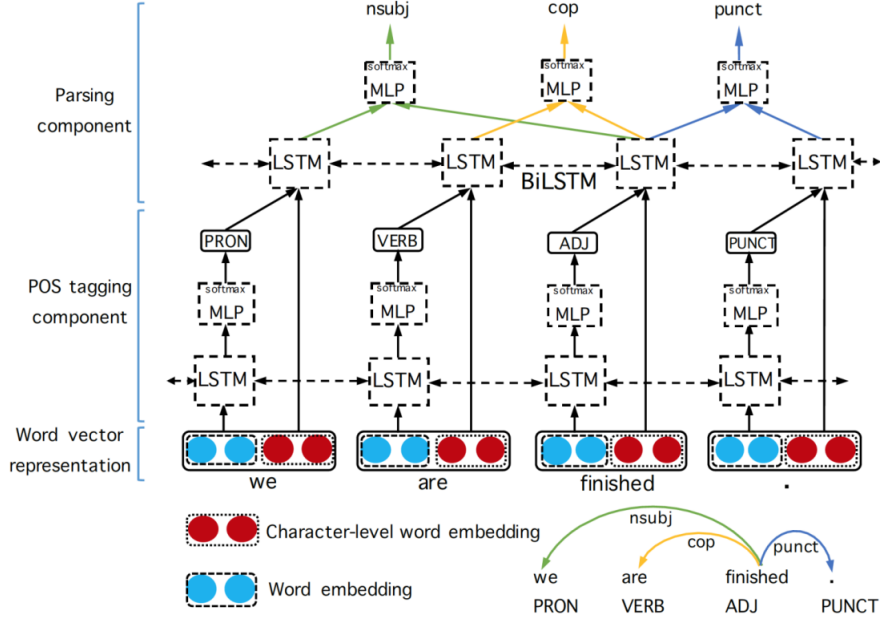 nsubj cop punct
softmax softmax softmax
MLP MLP MLP
Parsing
component
LSTM LSTM LSTM LSTM
BiLSTM
PRON VERB ADJ PUNCT
POS tagging
component
softmax softmax softmax softmax
MLP MLP MLP MLP
LSTM LSTM LSTM LSTM
Word vector
representation
we are finished .
Character-level word embedding
Word embedding
nsubj
cop punct
we are finished .
PRON VERB ADJ PUNCT